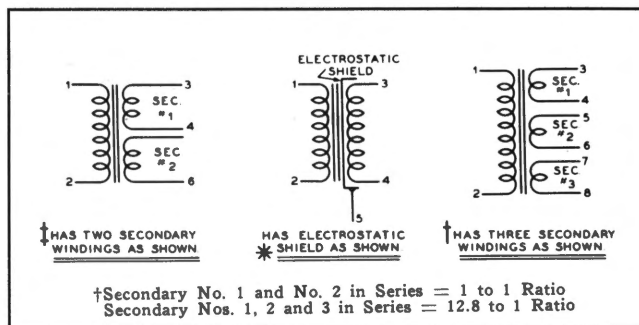 ELECTROSTATIC
SHIELD
1 3
SEC.
#1
4
SEC
#2
2 6
1 3
2 4
5
1 3
SEC.
#1
4
5
SEC
#2
6
7
SEC
#3
2 8
‡HAS TWO SECONDARY
WINDINGS AS SHOWN.
HAS ELECTROSTATIC
* SHIELD AS SHOWN.
†HAS THREE SECONDARY
WINDINGS AS SHOWN.
†Secondary No. 1 and No. 2 in Series = 1 to 1 Ratio
Secondary Nos. 1, 2 and 3 in Series = 12.8 to 1 Ratio